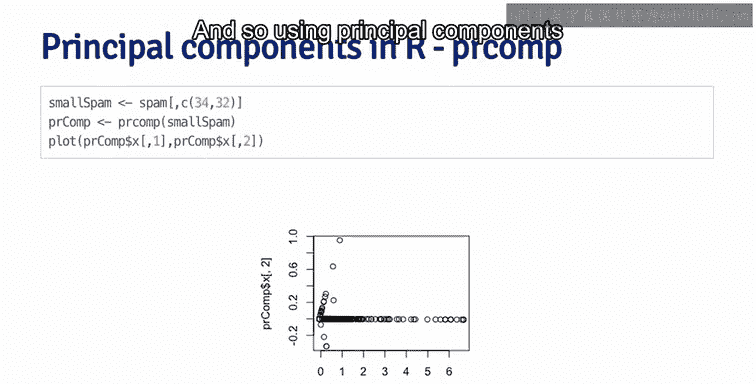 And so using principal components
Principal components in R - prcomp
smallSpam <- spam[,c(34,32)]
prComp <- prcomp(smallSpam)
plot(prComp$x[,1],prComp$x[,2])
prComp$x[, 2]
1.0
0.6
0.2
-0.2
0 1 2 3 4 5 6